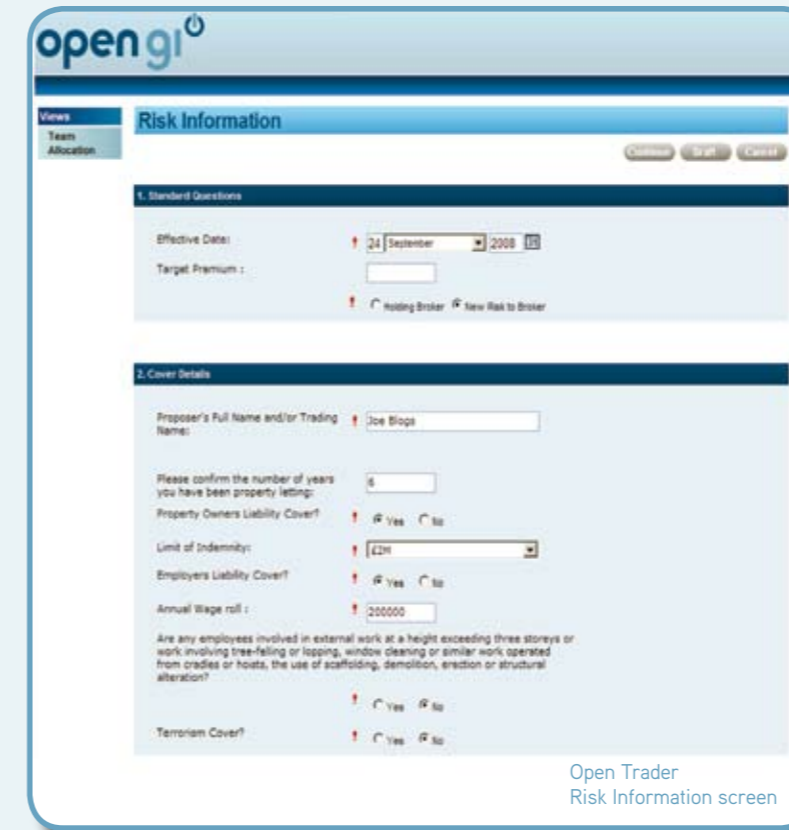 open gi
Views
Team
Allocation
Risk Information
Continue Draft Cancel
1. Standard Questions
Effective Date: ! 24 September 2008
Target Premium :
! Holding Broker New Risk to Broker
2. Cover Details
Proposer's Full Name and/or Trading
Name: ! Joe Blogs
Please confirm the number of years
you have been property letting: 6
Property Owners Liability Cover? ! Yes No
Limit of Indemnity: ! £2M
Employers Liability Cover? ! Yes No
Annual Wage roll : ! 200000
Are any employees involved in external work at a height exceeding three storeys or
work involving tree-felling or lopping, window cleaning or similar work operated
from cradles or hoists, the use of scaffolding, demolition, erection or structural
alteration?
! Yes No
Terrorism Cover? ! Yes No
Open Trader
Risk Information screen